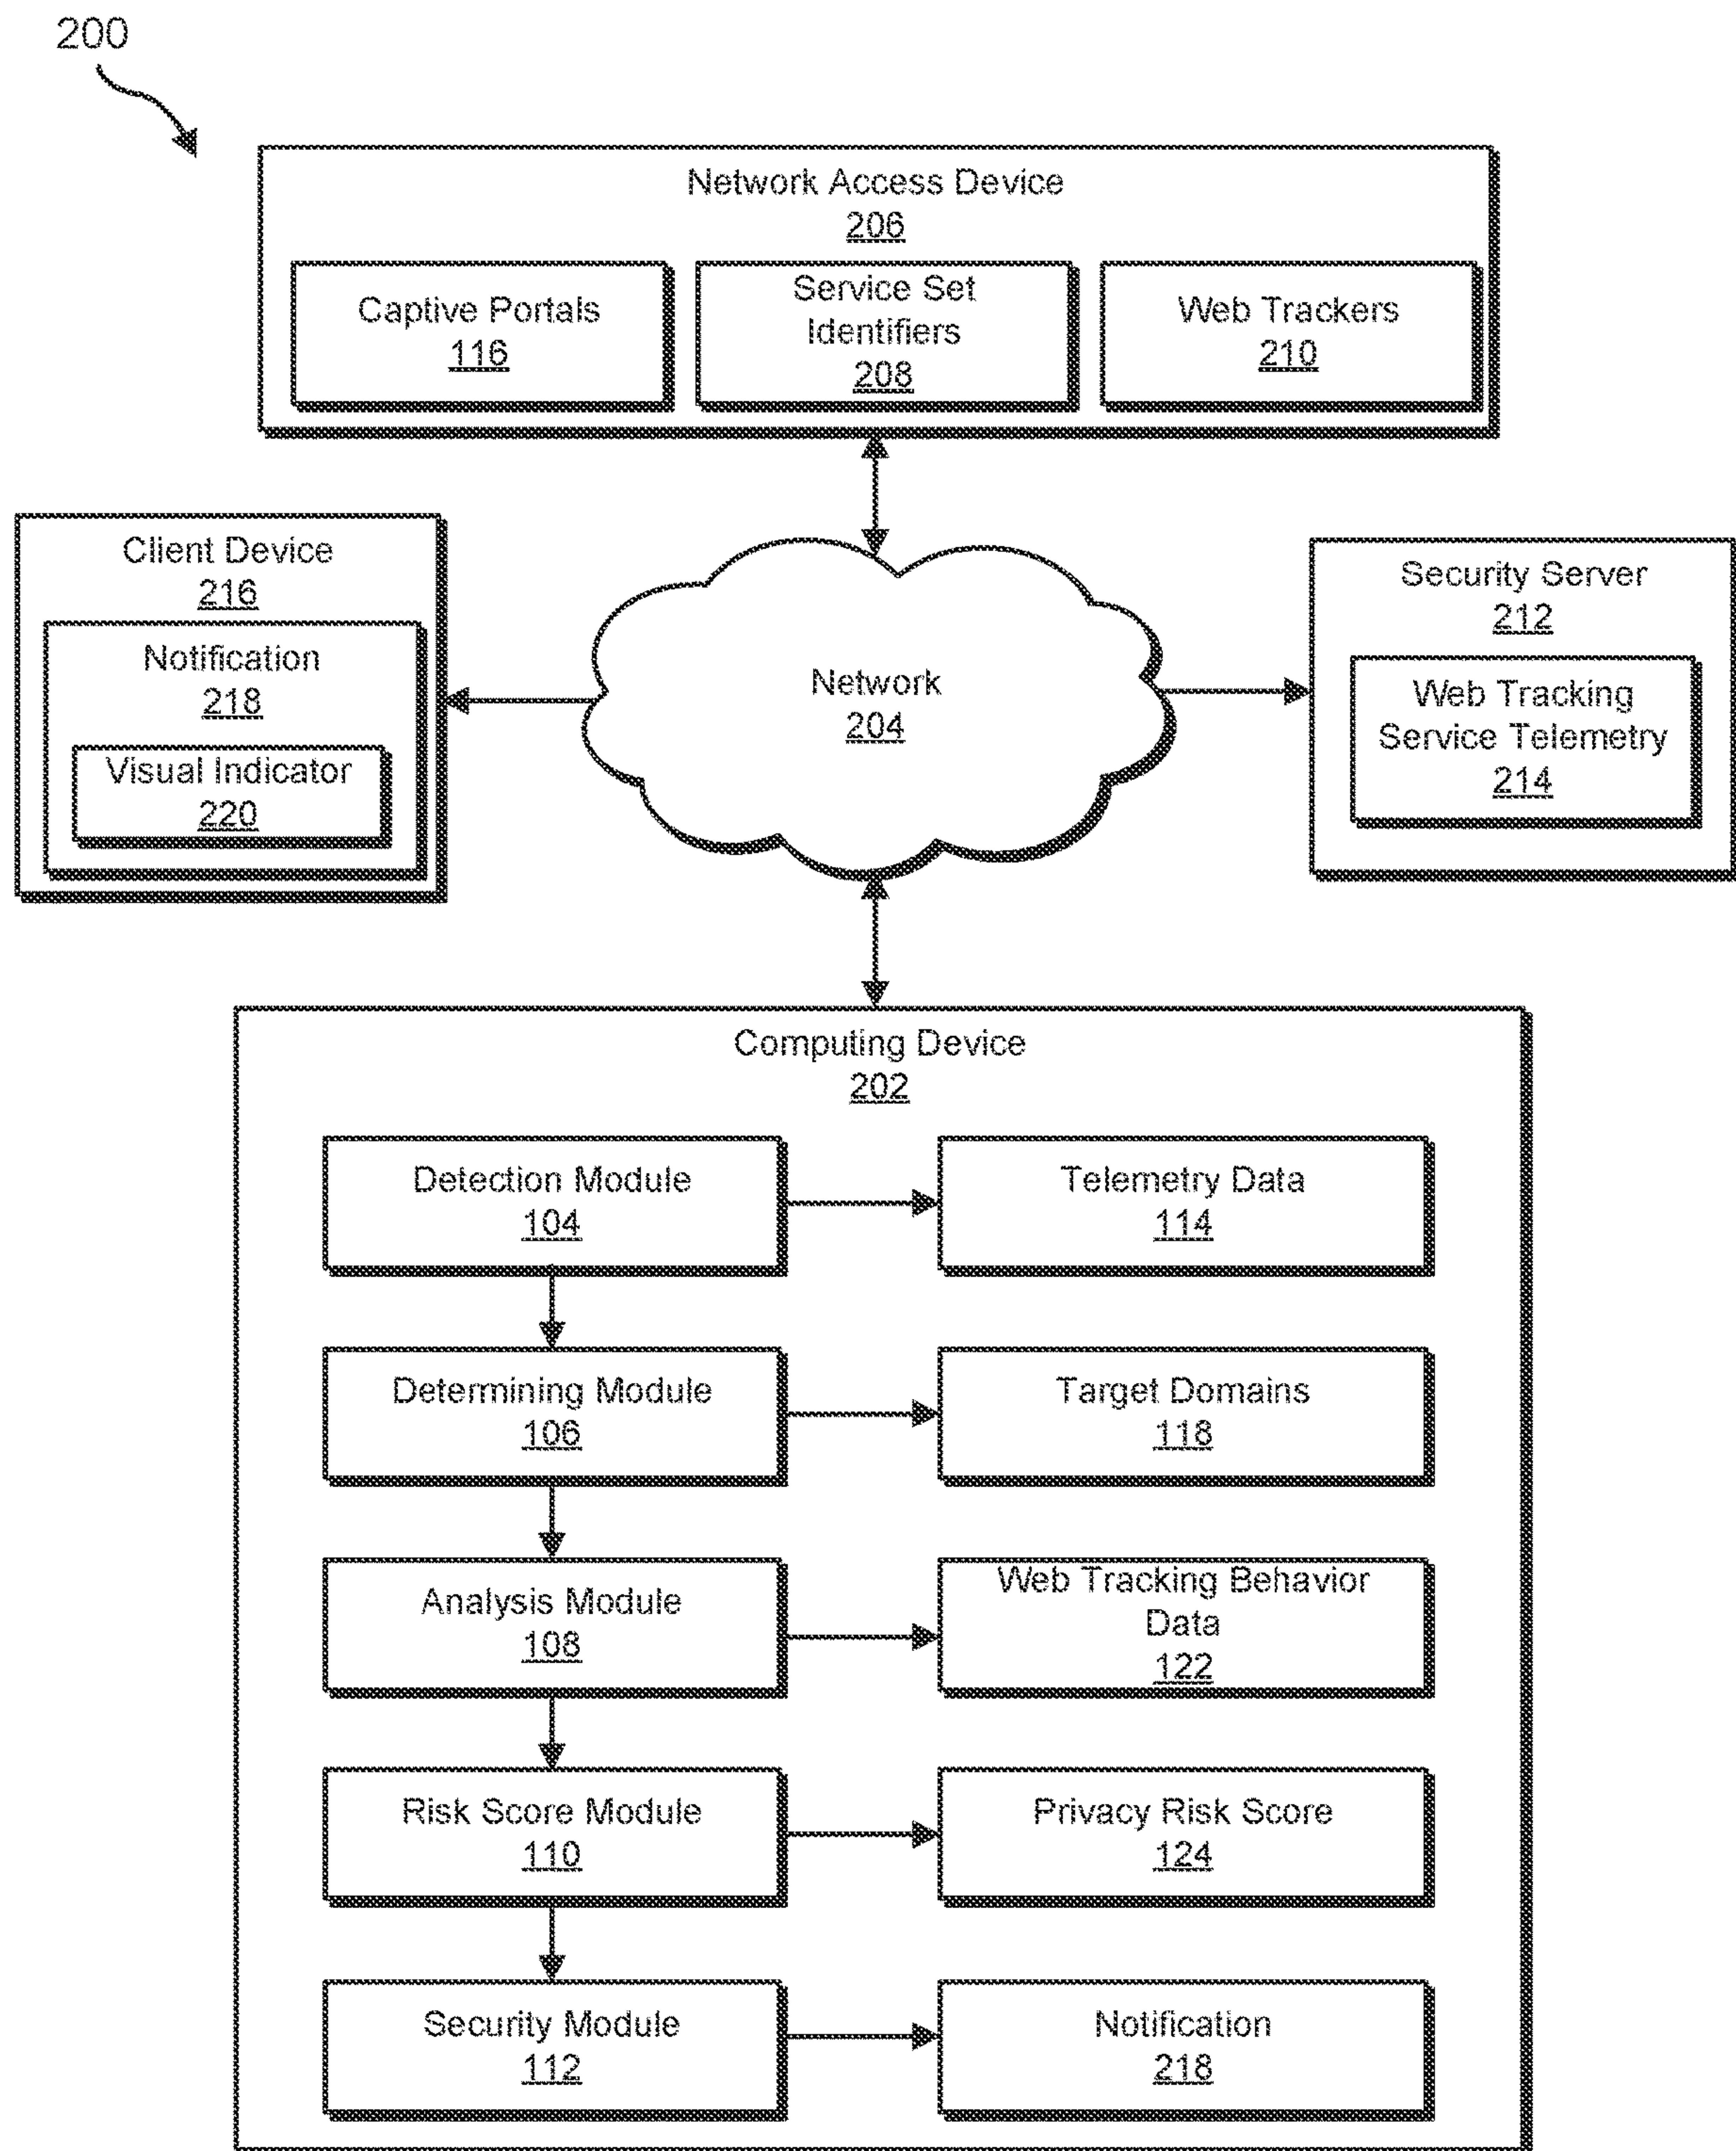 200
Network Access Device
206
Captive Portals
116
Service Set
Identifiers
208
Web Trackers
210
Client Device
216
Notification
218
Visual Indicator
220
Network
204
Security Server
212
Web Tracking
Service Telemetry
214
Computing Device
202
Detection Module
104
Telemetry Data
114
Determining Module
106
Target Domains
118
Analysis Module
108
Web Tracking Behavior
Data
122
Risk Score Module
110
Privacy Risk Score
124
Security Module
112
Notification
218